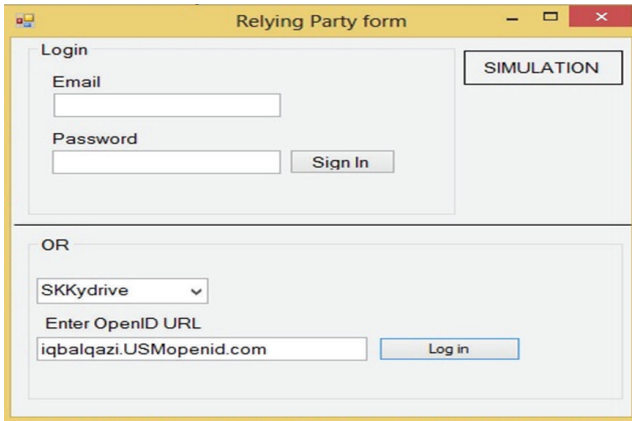 Relying Party form
Login
SIMULATION
Email
Password
Sign In
OR
SKKydrive
Enter OpenID URL
iqbalqazi.USMopenid.com
Log in